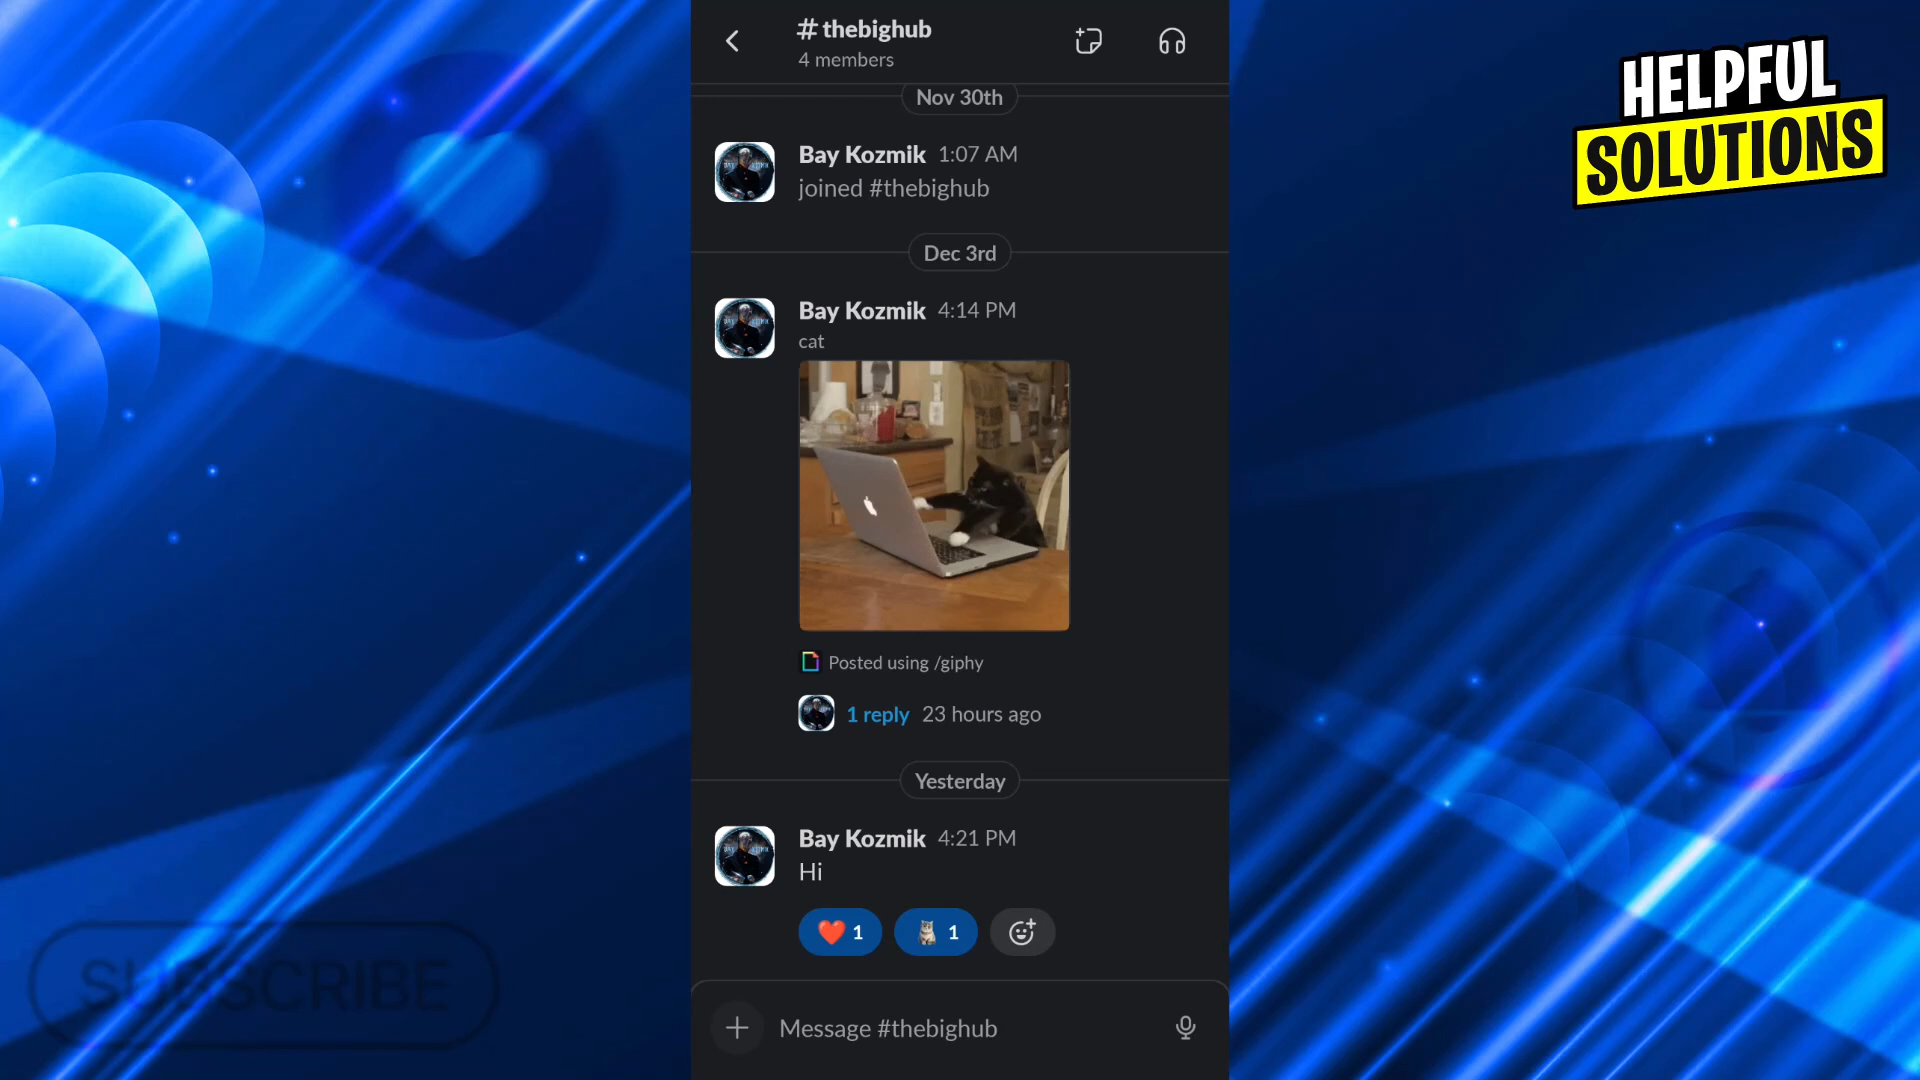 #thebighub
4 members
HELPFUL
SOLUTIONS
Nov 30th
Bay Kozmik 1:07 AM
joined #thebighub
Dec 3rd
Bay Kozmik 4:14 PM
cat
Posted using /giphy
1 reply 23 hours ago
Yesterday
Bay Kozmik 4:21 PM
Hi
1 1
SUBSCRIBE
Message #thebighub